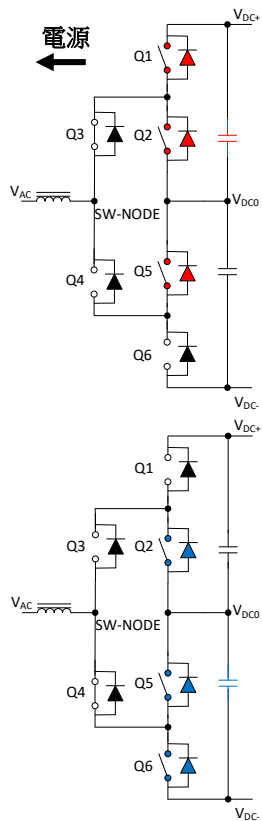 電源
V_DC+
Q1
Q3
Q2
V_AC
SW-NODE
V_DC0
Q4
Q5
Q6
V_DC-
V_DC+
Q1
Q3
Q2
V_AC
SW-NODE
V_DC0
Q4
Q5
Q6
V_DC-